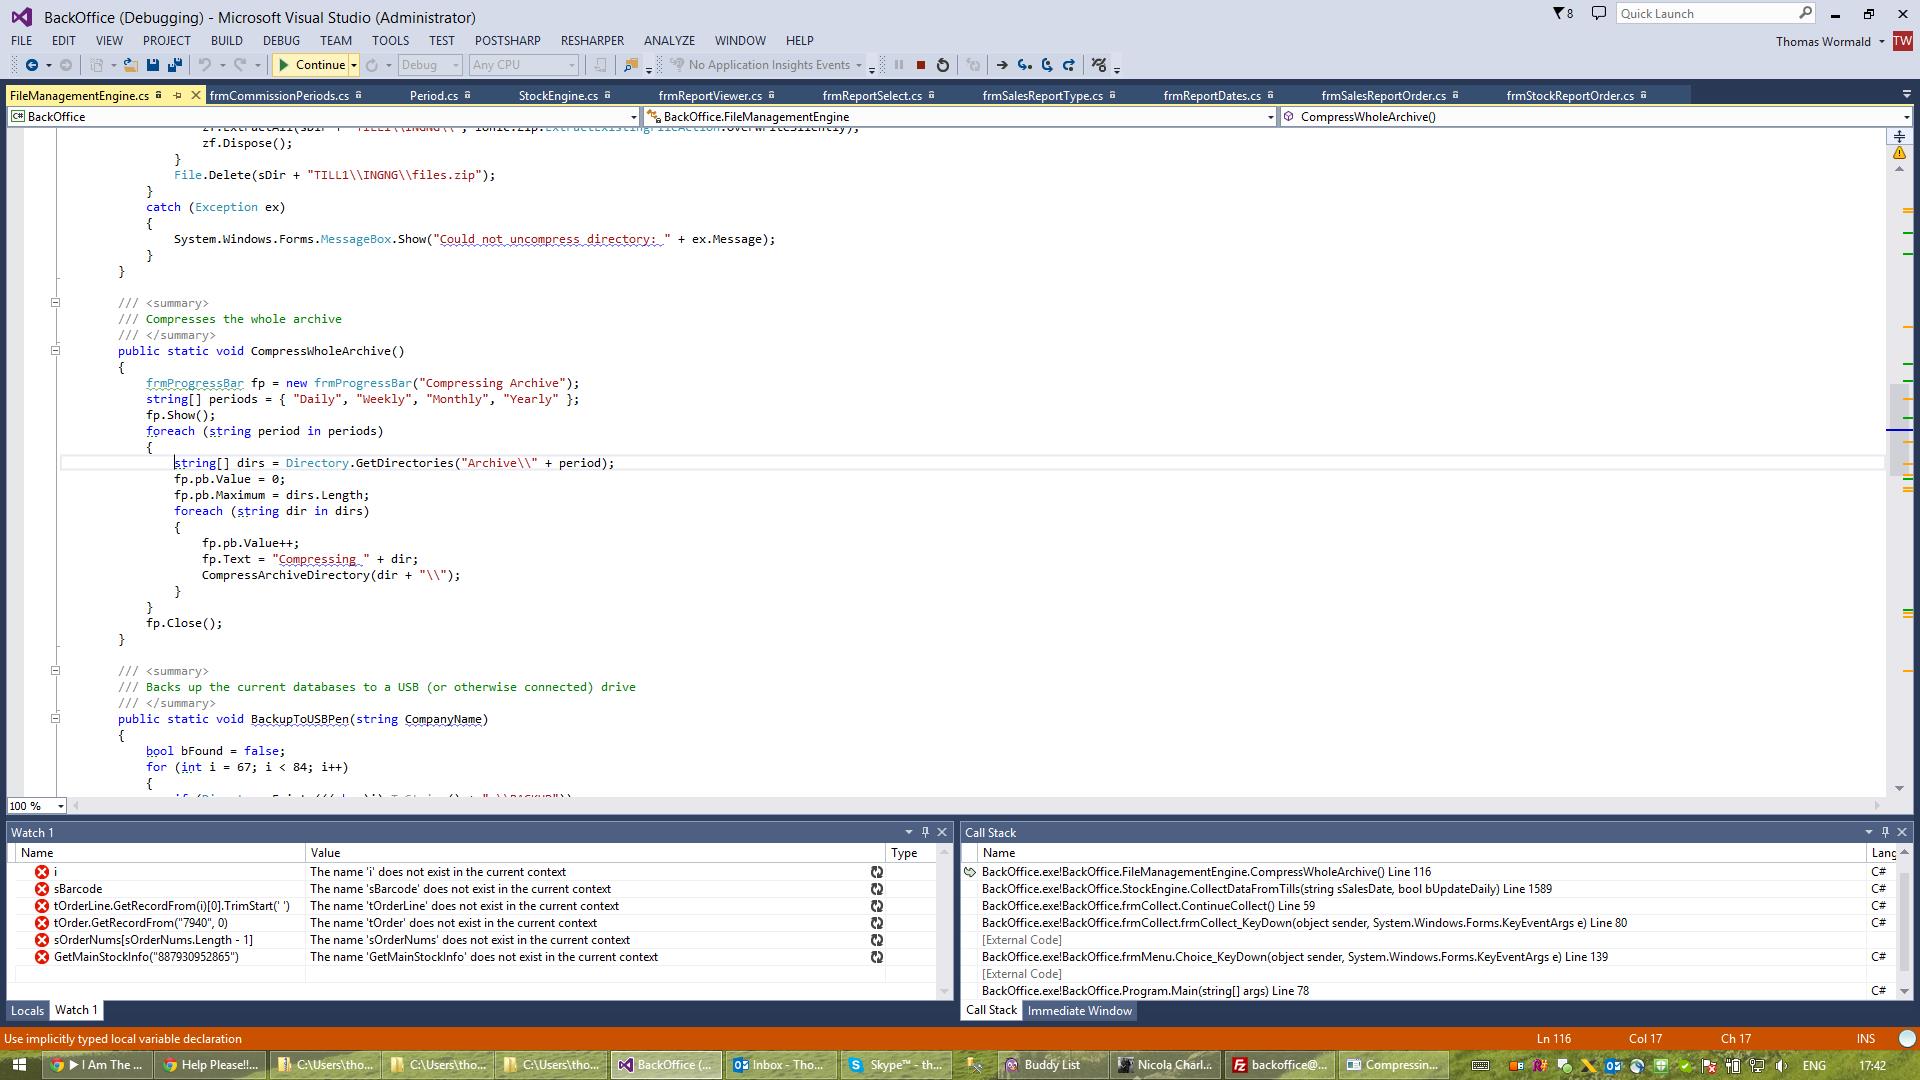 BackOffice (Debugging) - Microsoft Visual Studio (Administrator)
8
Quick Launch
FILE EDIT VIEW PROJECT BUILD DEBUG TEAM TOOLS TEST POSTSHARP RESHARPER ANALYZE WINDOW HELP
Thomas Wormald TW
Continue Debug Any CPU No Application Insights Events
FileManagementEngine.cs frmCommissionPeriods.cs Period.cs StockEngine.cs frmReportViewer.cs frmReportSelect.cs frmSalesReportType.cs frmReportDates.cs frmSalesReportOrder.cs frmStockReportOrder.cs
C# BackOffice BackOffice.FileManagementEngine CompressWholeArchive()
zf.Dispose();
}
File.Delete(sDir + "TILL1\\INGNG\\files.zip");
}
catch (Exception ex)
{
System.Windows.Forms.MessageBox.Show("Could not uncompress directory: " + ex.Message);
}
}
/// <summary>
/// Compresses the whole archive
/// </summary>
public static void CompressWholeArchive()
{
frmProgressBar fp = new frmProgressBar("Compressing Archive");
string[] periods = { "Daily", "Weekly", "Monthly", "Yearly" };
fp.Show();
foreach (string period in periods)
{
string[] dirs = Directory.GetDirectories("Archive\\" + period);
fp.pb.Value = 0;
fp.pb.Maximum = dirs.Length;
foreach (string dir in dirs)
{
fp.pb.Value++;
fp.Text = "Compressing " + dir;
CompressArchiveDirectory(dir + "\\");
}
}
fp.Close();
}
/// <summary>
/// Backs up the current databases to a USB (or otherwise connected) drive
/// </summary>
public static void BackupToUSBPen(string CompanyName)
{
bool bFound = false;
for (int i = 67; i < 84; i++)
{
100 %
Watch 1
Name Value Type
i The name 'i' does not exist in the current context
sBarcode The name 'sBarcode' does not exist in the current context
tOrderLine.GetRecordFrom(i)[0].TrimStart(' ') The name 'tOrderLine' does not exist in the current context
tOrder.GetRecordFrom("7940", 0) The name 'tOrder' does not exist in the current context
sOrderNums[sOrderNums.Length - 1] The name 'sOrderNums' does not exist in the current context
GetMainStockInfo("887930952865") The name 'GetMainStockInfo' does not exist in the current context
Locals Watch 1
Call Stack
Name Lang
BackOffice.exe!BackOffice.FileManagementEngine.CompressWholeArchive() Line 116 C#
BackOffice.exe!BackOffice.StockEngine.CollectDataFromTills(string sSalesDate, bool bUpdateDaily) Line 1589 C#
BackOffice.exe!BackOffice.frmCollect.ContinueCollect() Line 59 C#
BackOffice.exe!BackOffice.frmCollect.frmCollect_KeyDown(object sender, System.Windows.Forms.KeyEventArgs e) Line 80 C#
[External Code]
BackOffice.exe!BackOffice.frmMenu.Choice_KeyDown(object sender, System.Windows.Forms.KeyEventArgs e) Line 139 C#
[External Code]
BackOffice.exe!BackOffice.Program.Main(string[] args) Line 78 C#
Call Stack Immediate Window
Use implicitly typed local variable declaration Ln 116 Col 17 Ch 17 INS
I Am The ... Help Please!!... C:\Users\tho... C:\Users\tho... C:\Users\tho... BackOffice (... Inbox - Tho... Skype™ - th... Buddy List Nicola Charl... backoffice@... Compressin... ENG 17:42